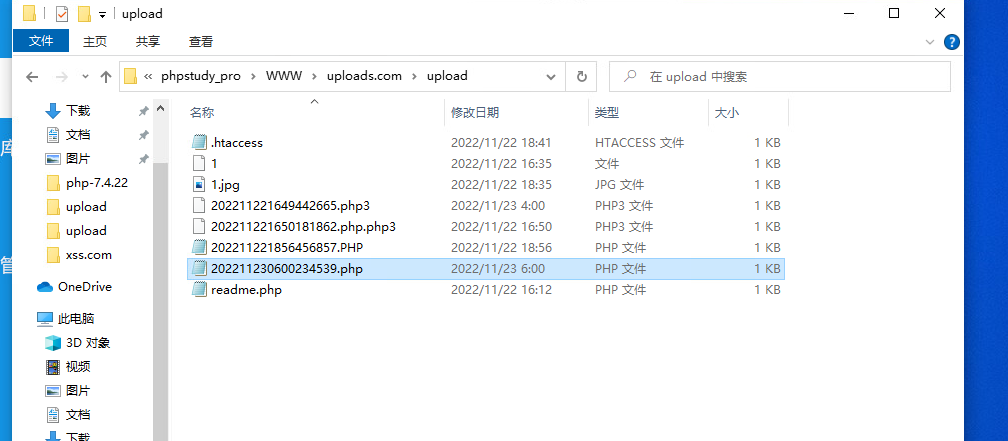 upload
文件 主页 共享 查看
« phpstudy_pro > WWW > uploads.com > upload 在 upload 中搜索
名称 修改日期 类型 大小
.htaccess 2022/11/22 18:41 HTACCESS 文件 1 KB
1 2022/11/22 16:35 文件 1 KB
1.jpg 2022/11/22 18:35 JPG 文件 1 KB
202211221649442665.php3 2022/11/23 4:00 PHP3 文件 1 KB
202211221650181862.php.php3 2022/11/22 16:50 PHP3 文件 1 KB
202211221856456857.PHP 2022/11/22 18:56 PHP 文件 1 KB
202211230600234539.php 2022/11/23 6:00 PHP 文件 1 KB
readme.php 2022/11/22 16:12 PHP 文件 1 KB
下载
文档
图片
php-7.4.22
upload
upload
xss.com
OneDrive
此电脑
3D 对象
视频
图片
文档
下载